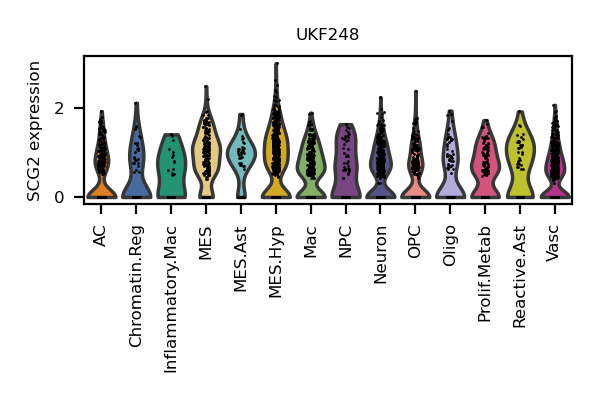 UKF248
SCG2 expression
2
0
AC
Chromatin.Reg
Inflammatory.Mac
MES
MES.Ast
MES.Hyp
Mac
NPC
Neuron
OPC
Oligo
Prolif.Metab
Reactive.Ast
Vasc